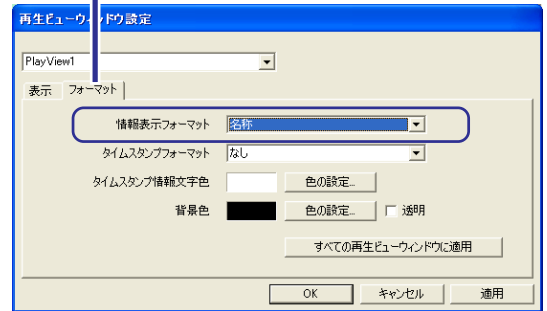 再生ビューウィンドウ設定
PlayView1
表示 フォーマット
情報表示フォーマット 名称
タイムスタンプフォーマット なし
タイムスタンプ情報文字色 色の設定...
背景色 色の設定... 透明
すべての再生ビューウィンドウに適用
OK キャンセル 適用